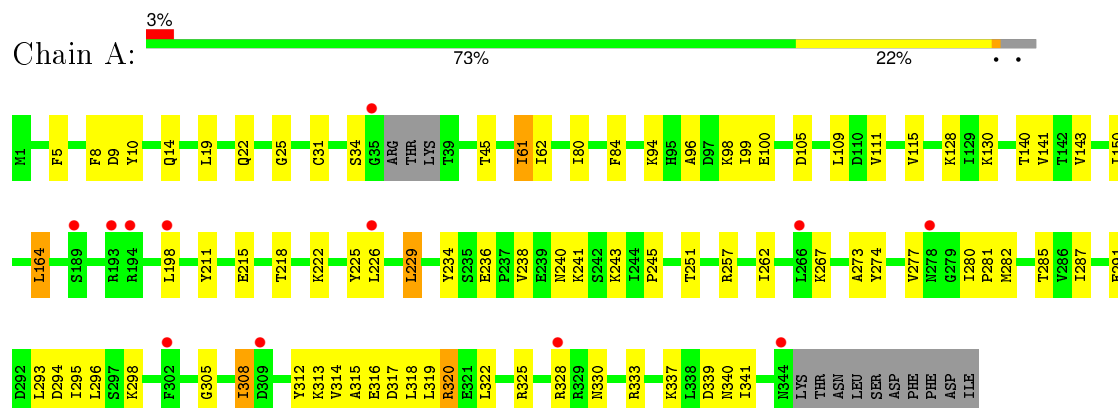 3%
Chain A:
73% 22% • •
M1 F5 F8 D9 Y10 Q14 L19 Q22 G25 C31 S34 G35 ARG THR LYS T39 T45 I61 I62 I80 F84 K94 H95 A96 D97 K98 I99 E100 D105 L109 D110 V111 V115 K128 I129 K130 T140 V141 T142 V143
L164 S189 R193 R194 L198 Y211 E215 T218 K222 Y225 L226 L229 Y234 S235 E236 P237 V238 E239 N240 K241 S242 K243 I244 P245 T251 R257 I262 L266 K267 A273 Y274 V277 N278 G279 I280 P281 M282 T285 V286 I287
D292 L293 D294 I295 L296 S297 K298 F302 G305 I308 D309 Y312 K313 V314 A315 E316 D317 L318 L319 R320 E321 L322 R325 R328 R329 N330 R333 K337 L338 D339 N340 I341 N344 LYS THR ASN LEU SER ASP PHE PHE ASP ILE